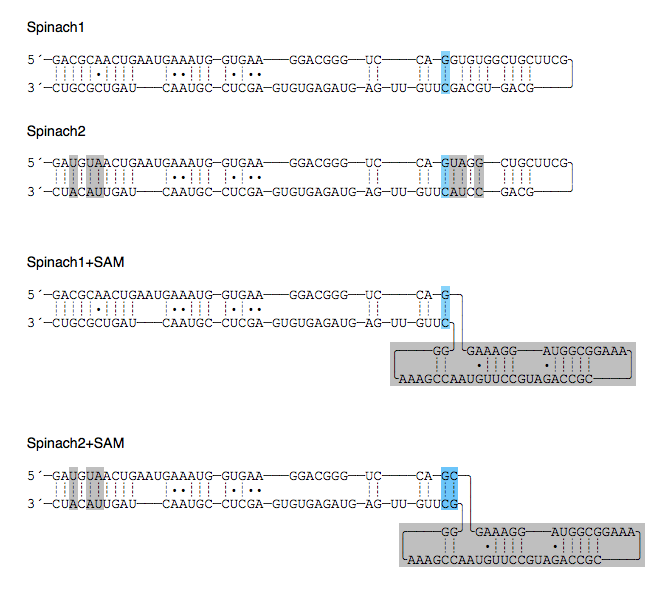 Spinach1
5´—GACGCAACUGAAUGAAAUG—GUGAA——GGACGGG—UC——CA—GGUGUGGCUGCUUCG
3´—CUGCGCUGAU——CAAUGC—CUCGA—GUGUGAGAUG—AG—UU—GUUCGACGU—GACG
Spinach2
5´—GAUGUAACUGAAUGAAAUG—GUGAA——GGACGGG—UC——CA—GUAGG—CUGCUUCG
3´—CUACAUUGAU——CAAUGC—CUCGA—GUGUGAGAUG—AG—UU—GUUCAUCC—GACG
Spinach1+SAM
5´—GACGCAACUGAAUGAAAUG—GUGAA——GGACGGG—UC——CA—G
3´—CUGCGCUGAU——CAAUGC—CUCGA—GUGUGAGAUG—AG—UU—GUUC
GG GAAAGG——AUGGCGGAAA
AAAGCCAAUGUUCCGUAGACCGC
Spinach2+SAM
5´—GAUGUAACUGAAUGAAAUG—GUGAA——GGACGGG—UC——CA—GC
3´—CUACAUUGAU——CAAUGC—CUCGA—GUGUGAGAUG—AG—UU—GUUCG
GG GAAAGG——AUGGCGGAAA
AAAGCCAAUGUUCCGUAGACCGC